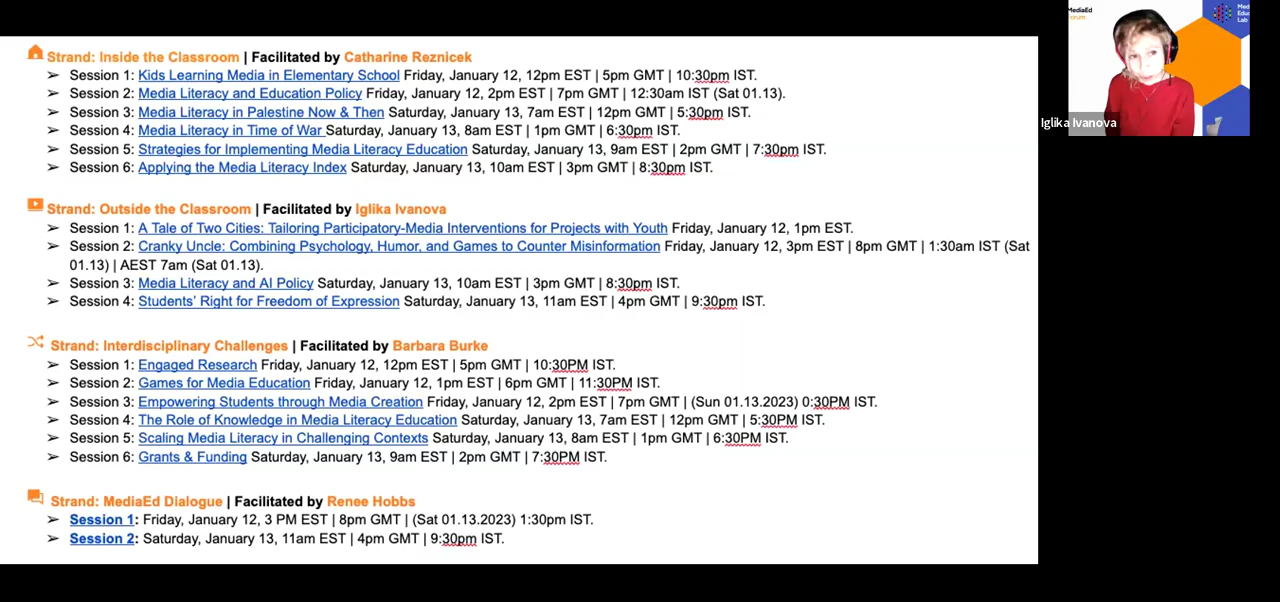 Strand: Inside the Classroom | Facilitated by Catharine Reznicek
➢ Session 1: Kids Learning Media in Elementary School Friday, January 12, 12pm EST | 5pm GMT | 10:30pm IST.
➢ Session 2: Media Literacy and Education Policy Friday, January 12, 2pm EST | 7pm GMT | 12:30am IST (Sat 01.13).
➢ Session 3: Media Literacy in Palestine Now & Then Saturday, January 13, 7am EST | 12pm GMT | 5:30pm IST.
➢ Session 4: Media Literacy in Time of War Saturday, January 13, 8am EST | 1pm GMT | 6:30pm IST.
➢ Session 5: Strategies for Implementing Media Literacy Education Saturday, January 13, 9am EST | 2pm GMT | 7:30pm IST.
➢ Session 6: Applying the Media Literacy Index Saturday, January 13, 10am EST | 3pm GMT | 8:30pm IST.
Strand: Outside the Classroom | Facilitated by Iglika Ivanova
➢ Session 1: A Tale of Two Cities: Tailoring Participatory-Media Interventions for Projects with Youth Friday, January 12, 1pm EST.
➢ Session 2: Cranky Uncle: Combining Psychology, Humor, and Games to Counter Misinformation Friday, January 12, 3pm EST | 8pm GMT | 1:30am IST (Sat
01.13) | AEST 7am (Sat 01.13).
➢ Session 3: Media Literacy and AI Policy Saturday, January 13, 10am EST | 3pm GMT | 8:30pm IST.
➢ Session 4: Students' Right for Freedom of Expression Saturday, January 13, 11am EST | 4pm GMT | 9:30pm IST.
Strand: Interdisciplinary Challenges | Facilitated by Barbara Burke
➢ Session 1: Engaged Research Friday, January 12, 12pm EST | 5pm GMT | 10:30PM IST.
➢ Session 2: Games for Media Education Friday, January 12, 1pm EST | 6pm GMT | 11:30PM IST.
➢ Session 3: Empowering Students through Media Creation Friday, January 12, 2pm EST | 7pm GMT | (Sun 01.13.2023) 0:30PM IST.
➢ Session 4: The Role of Knowledge in Media Literacy Education Saturday, January 13, 7am EST | 12pm GMT | 5:30PM IST.
➢ Session 5: Scaling Media Literacy in Challenging Contexts Saturday, January 13, 8am EST | 1pm GMT | 6:30PM IST.
➢ Session 6: Grants & Funding Saturday, January 13, 9am EST | 2pm GMT | 7:30PM IST.
Strand: MediaEd Dialogue | Facilitated by Renee Hobbs
➢ Session 1: Friday, January 12, 3 PM EST | 8pm GMT | (Sat 01.13.2023) 1:30pm IST.
➢ Session 2: Saturday, January 13, 11am EST | 4pm GMT | 9:30pm IST.
MediaEd
Forum
Med
Edu
Lab
Iglika Ivanova